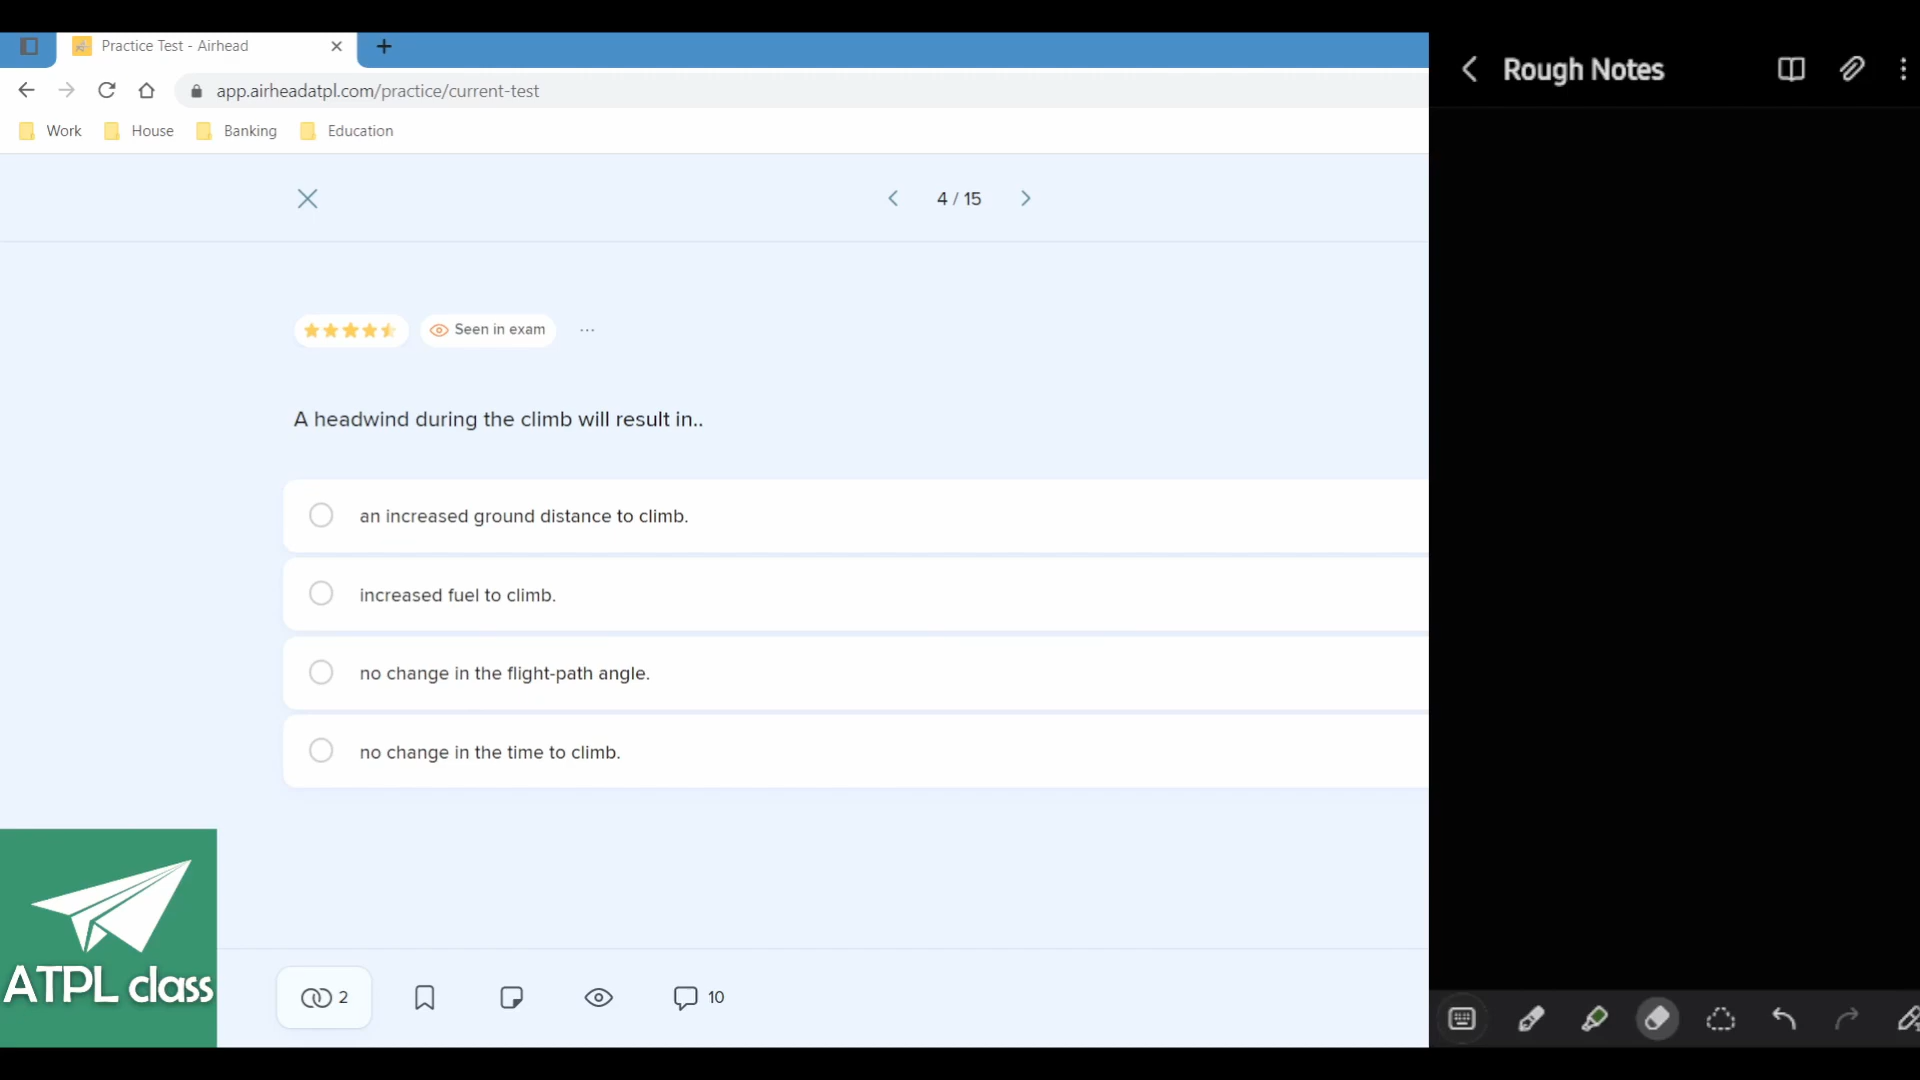 Practice Test - Airhead
Rough Notes
app.airheadatpl.com/practice/current-test
Work House Banking Education
4 / 15
Seen in exam ...
A headwind during the climb will result in..
an increased ground distance to climb.
increased fuel to climb.
no change in the flight-path angle.
no change in the time to climb.
ATPL class
2
10